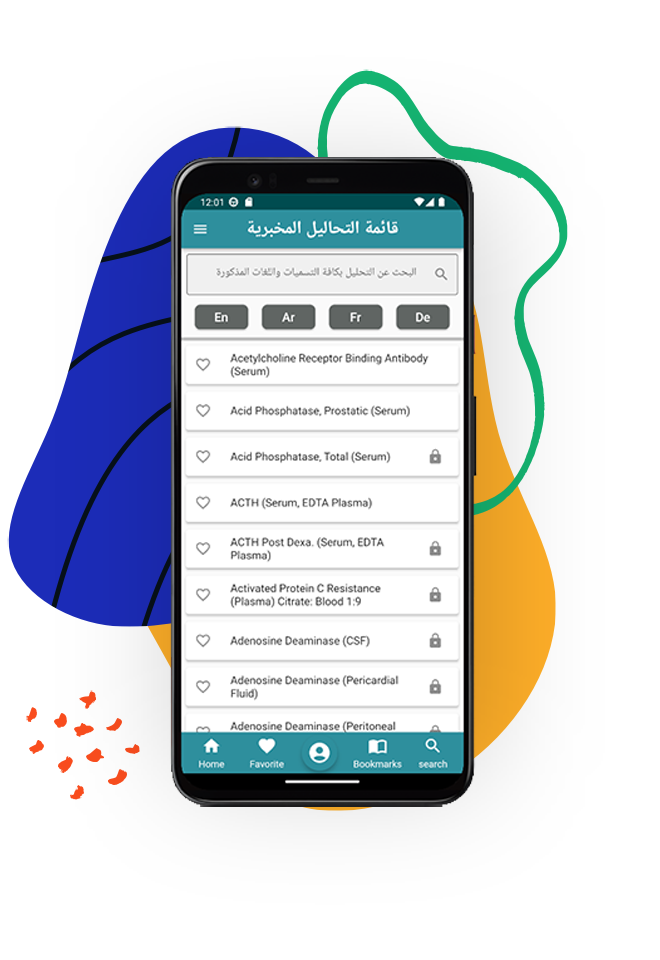 12:01
قائمة التحاليل المخبرية
البحث عن التحليل بكافة التسميات واللغات المذكورة
En Ar Fr De
Acetylcholine Receptor Binding Antibody
(Serum)
Acid Phosphatase, Prostatic (Serum)
Acid Phosphatase, Total (Serum)
ACTH (Serum, EDTA Plasma)
ACTH Post Dexa. (Serum, EDTA
Plasma)
Activated Protein C Resistance
(Plasma) Citrate: Blood 1:9
Adenosine Deaminase (CSF)
Adenosine Deaminase (Pericardial
Fluid)
Adenosine Deaminase (Peritoneal
Home Favorite Bookmarks search